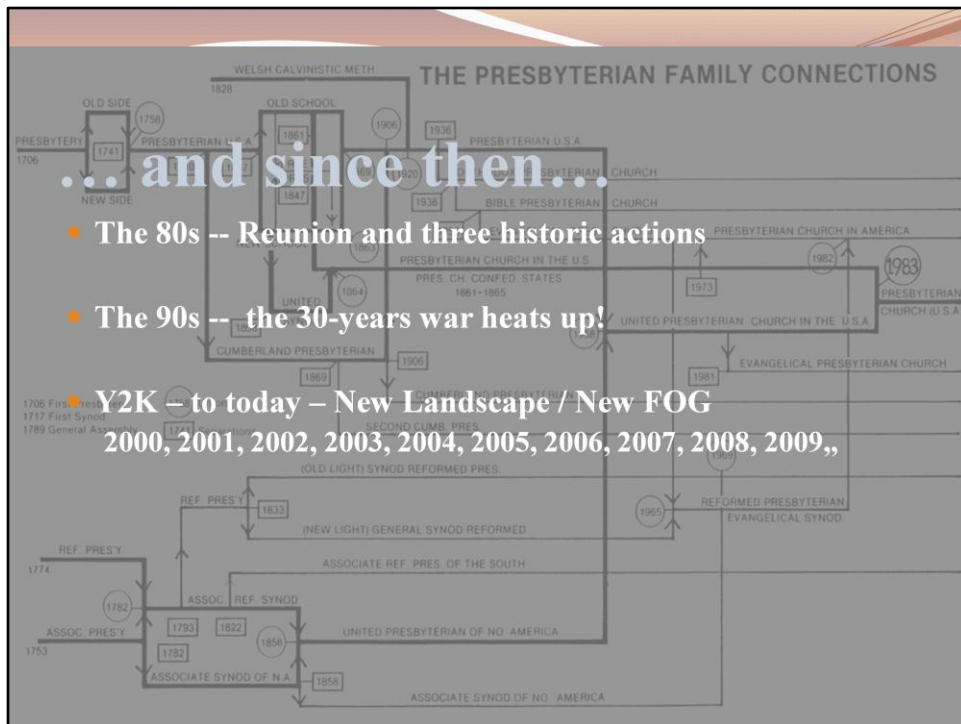 WELSH CALVINISTIC METH
1828
THE PRESBYTERIAN FAMILY CONNECTIONS
OLD SIDE
1758
OLD SCHOOL
1861
1906
1936
PRESBYTERY
1706
1741
PRESBYTERIAN U.S.A.
PRESBYTERIAN U.S.A.
… and since then…
1920
CHURCH
NEW SIDE
1847
1936
BIBLE PRESBYTERIAN CHURCH
• The 80s -- Reunion and three historic actions
PRESBYTERIAN CHURCH IN AMERICA
1863
1982
1983
PRESBYTERIAN CHURCH IN THE U.S.
PRES. CH. CONFED. STATES
1861-1865
1864
1973
PRESBYTERIAN
CHURCH (U.S.A.
UNITED
• The 90s -- the 30-years war heats up!
UNITED PRESBYTERIAN CHURCH IN THE U.S.A.
1958
CUMBERLAND PRESBYTERIAN
1906
EVANGELICAL PRESBYTERIAN CHURCH
1869
1981
• Y2K – to today – New Landscape / New FOG
1706 First
1717 First Synod
1789 General Assembly
1741
SECOND CUMB. PRES.
2000, 2001, 2002, 2003, 2004, 2005, 2006, 2007, 2008, 2009,,
1969
(OLD LIGHT) SYNOD REFORMED PRES.
REF. PRES'Y
1833
1965
REFORMED PRESBYTERIAN
EVANGELICAL SYNOD
(NEW LIGHT) GENERAL SYNOD REFORMED
REF. PRES'Y
1774
ASSOCIATE REF. PRES. OF THE SOUTH
1782
ASSOC. REF. SYNOD
1793
1822
ASSOC. PRES'Y
1753
1782
1858
UNITED PRESBYTERIAN OF NO. AMERICA
ASSOCIATE SYNOD OF N.A.
1858
ASSOCIATE SYNOD OF NO. AMERICA